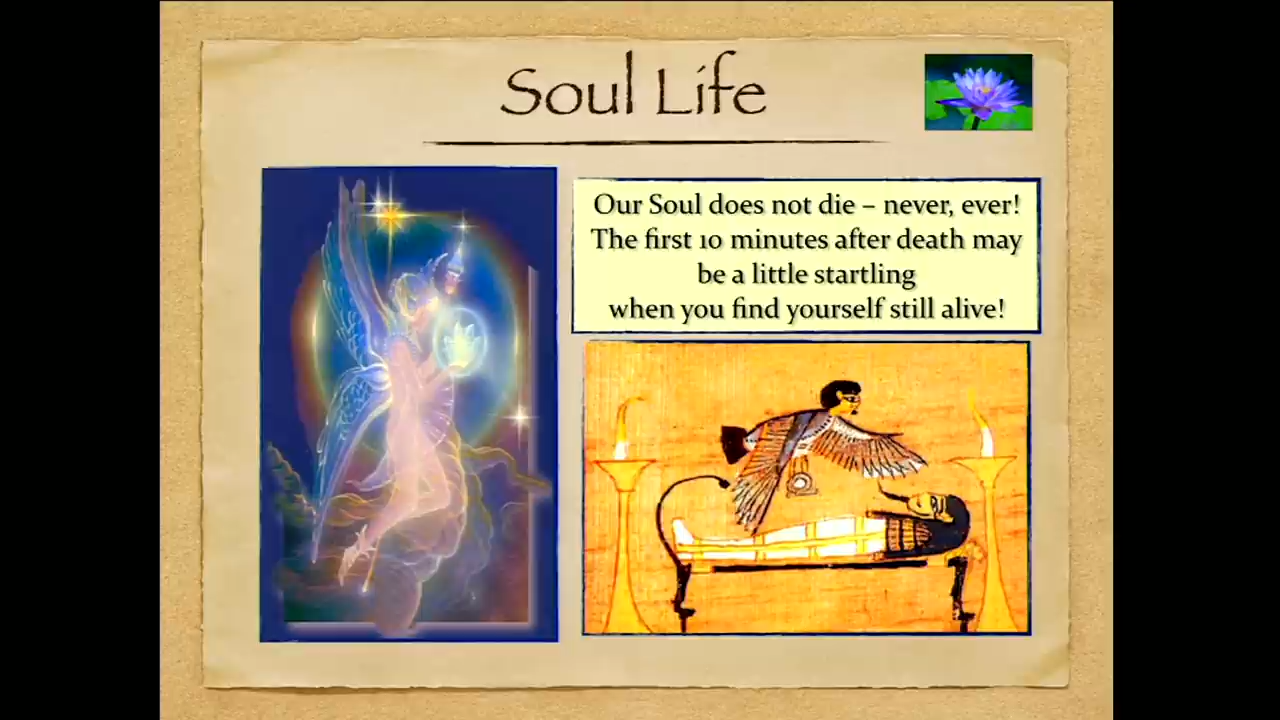 Soul Life
Our Soul does not die – never, ever!
The first 10 minutes after death may
be a little startling
when you find yourself still alive!